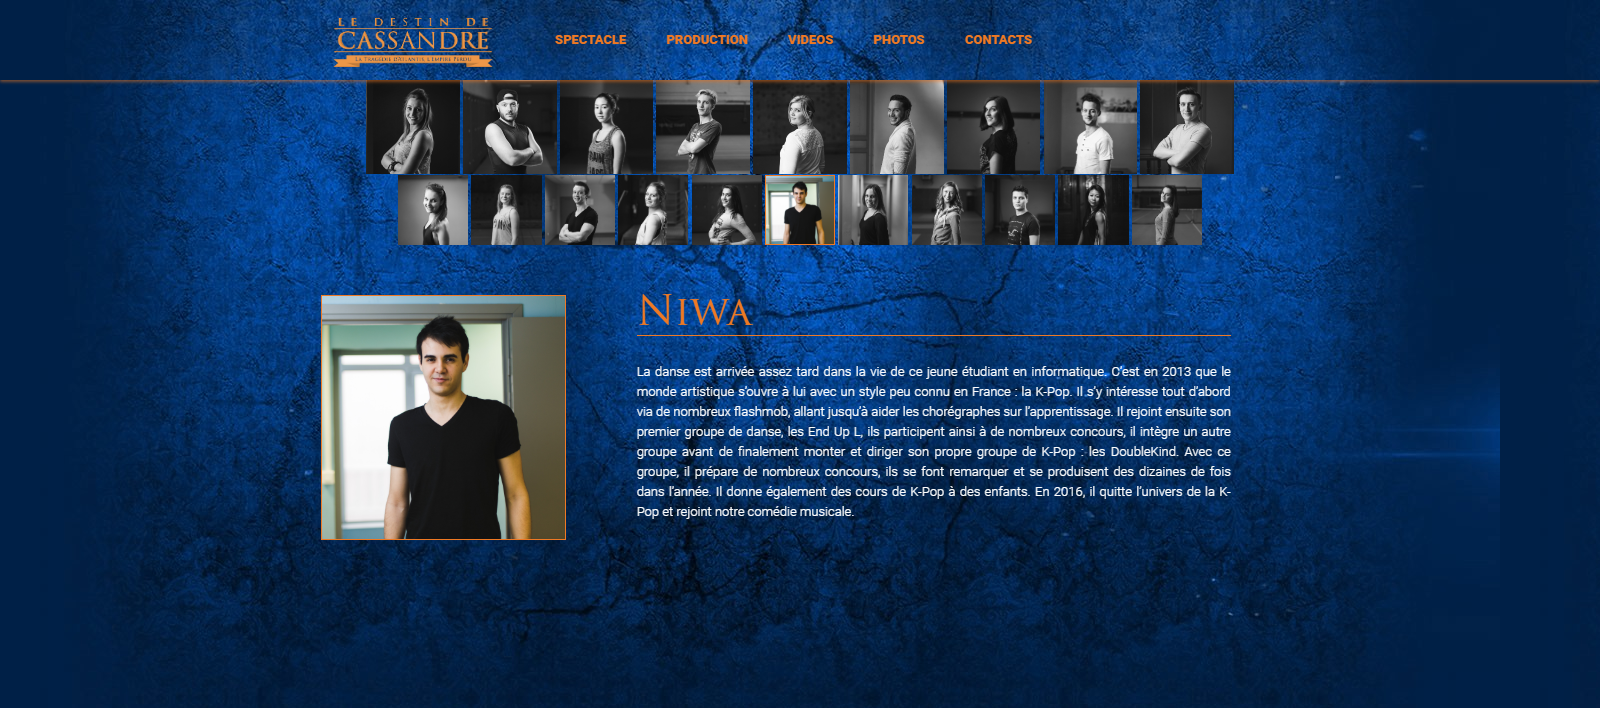 LE DESTIN DE
CASSANDRE
LA TRAGÉDIE D'ATLANTIS L'EMPIRE PERDU
SPECTACLE PRODUCTION VIDEOS PHOTOS CONTACTS
NIWA
La danse est arrivée assez tard dans la vie de ce jeune étudiant en informatique. C'est en 2013 que le
monde artistique s'ouvre à lui avec un style peu connu en France : la K-Pop. Il s'y intéresse tout d'abord
via de nombreux flashmob, allant jusqu'à aider les chorégraphes sur l'apprentissage. Il rejoint ensuite son
premier groupe de danse, les End Up L, ils participent ainsi à de nombreux concours, il intègre un autre
groupe avant de finalement monter et diriger son propre groupe de K-Pop : les DoubleKind. Avec ce
groupe, il prépare de nombreux concours, ils se font remarquer et se produisent des dizaines de fois
dans l'année. Il donne également des cours de K-Pop à des enfants. En 2016, il quitte l'univers de la K-
Pop et rejoint notre comédie musicale.